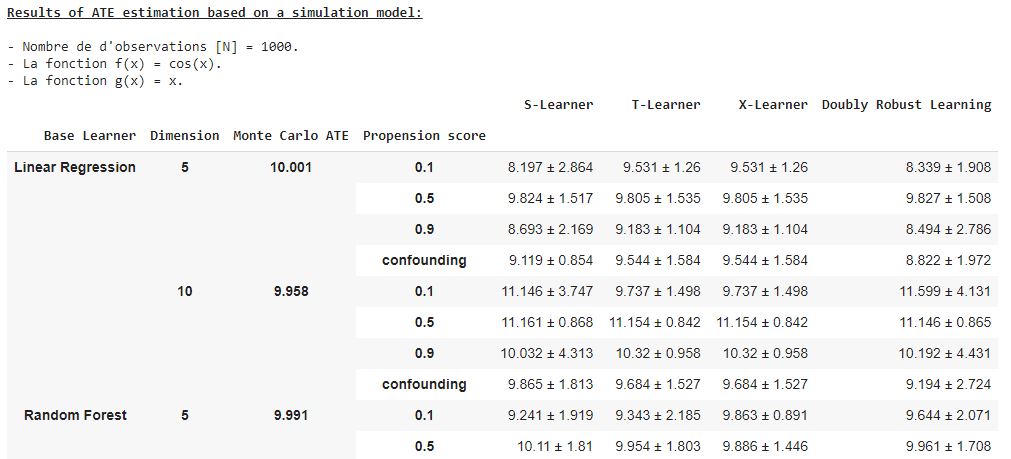 Results of ATE estimation based on a simulation model:
- Nombre de d'observations [N] = 1000.
- La fonction f(x) = cos(x).
- La fonction g(x) = x.
S-Learner T-Learner X-Learner Doubly Robust Learning
Base Learner Dimension Monte Carlo ATE Propension score
Linear Regression 5 10.001 0.1 8.197 ± 2.864 9.531 ± 1.26 9.531 ± 1.26 8.339 ± 1.908
0.5 9.824 ± 1.517 9.805 ± 1.535 9.805 ± 1.535 9.827 ± 1.508
0.9 8.693 ± 2.169 9.183 ± 1.104 9.183 ± 1.104 8.494 ± 2.786
confounding 9.119 ± 0.854 9.544 ± 1.584 9.544 ± 1.584 8.822 ± 1.972
10 9.958 0.1 11.146 ± 3.747 9.737 ± 1.498 9.737 ± 1.498 11.599 ± 4.131
0.5 11.161 ± 0.868 11.154 ± 0.842 11.154 ± 0.842 11.146 ± 0.865
0.9 10.032 ± 4.313 10.32 ± 0.958 10.32 ± 0.958 10.192 ± 4.431
confounding 9.865 ± 1.813 9.684 ± 1.527 9.684 ± 1.527 9.194 ± 2.724
Random Forest 5 9.991 0.1 9.241 ± 1.919 9.343 ± 2.185 9.863 ± 0.891 9.644 ± 2.071
0.5 10.11 ± 1.81 9.954 ± 1.803 9.886 ± 1.446 9.961 ± 1.708